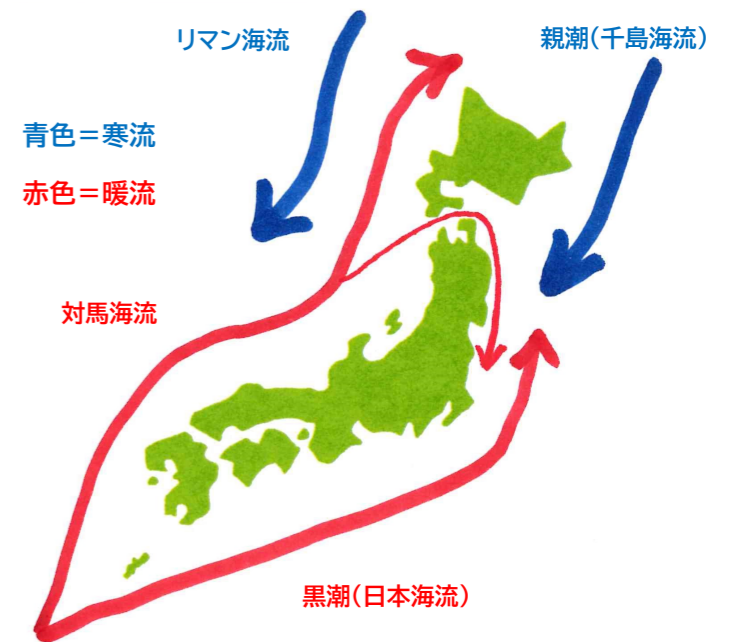 リマン海流
親潮(千島海流)
青色=寒流
赤色=暖流
対馬海流
黒潮(日本海流)